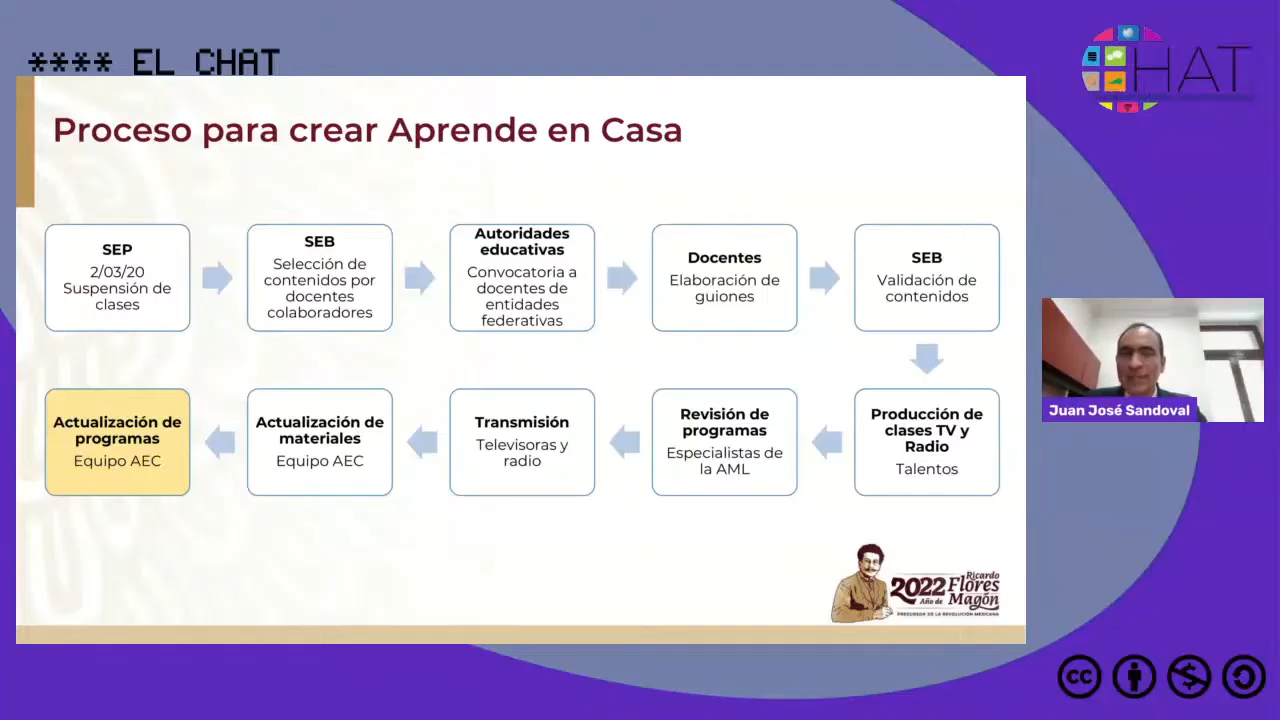 **** EL CHAT
HAT
Proceso para crear Aprende en Casa
SEP
2/03/20
Suspensión de
clases
SEB
Selección de
contenidos por
docentes
colaboradores
Autoridades
educativas
Convocatoria a
docentes de
entidades
federativas
Docentes
Elaboración de
guiones
SEB
Validación de
contenidos
Producción de
clases TV y
Radio
Talentos
Revisión de
programas
Especialistas de
la AML
Transmisión
Televisoras y
radio
Actualización de
materiales
Equipo AEC
Actualización de
programas
Equipo AEC
Juan José Sandoval
2022
Año de
Ricardo
Flores
Magón
PRECURSOR DE LA REVOLUCIÓN MEXICANA
cc